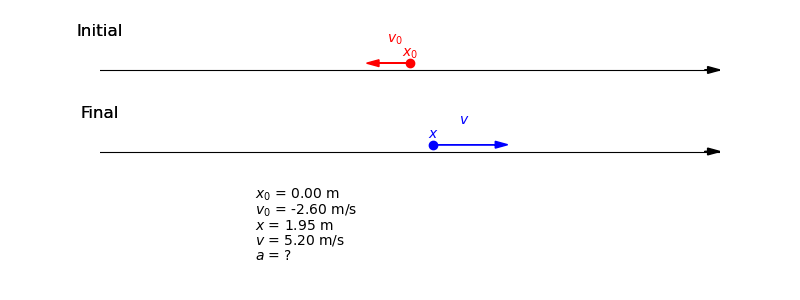 Initial
v₀
x₀
Final
v
x
x₀ = 0.00 m
v₀ = -2.60 m/s
x = 1.95 m
v = 5.20 m/s
a = ?